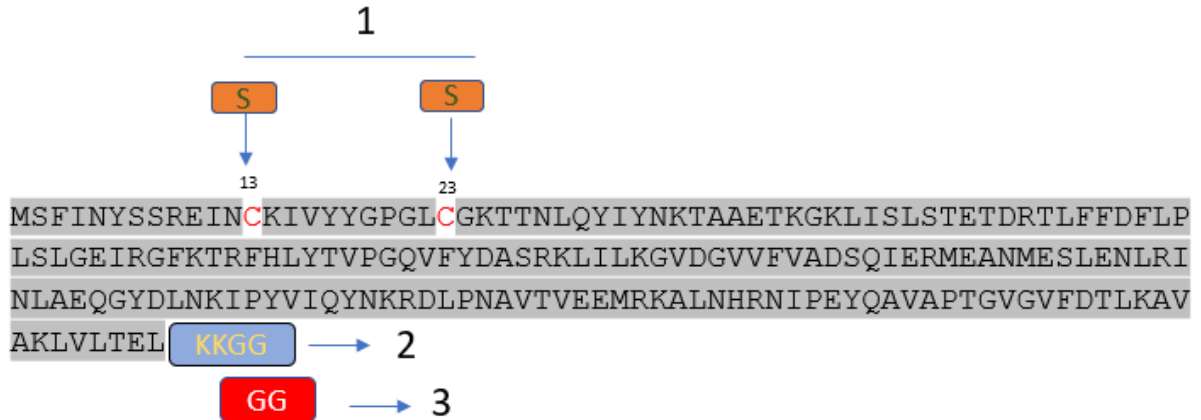 1
S S
13 23
MSFINYSSREINCKIVYYGPGLCGKTTNLQYIYNKTAAETKGKLISLSTETDRTLFFDFLP
LSLGEIRGFKTRFHLYTVPGQVFYDASRKLILKGVDGVVFVADSQIERMEANMESLENLRI
NLAEQGYDLNKIPYVIQYNKRDLPNAVTVEEMRKALNHRNIPEYQAVAPTGVGVFDTLKAV
AKLVLTEL KKGG 2
GG 3